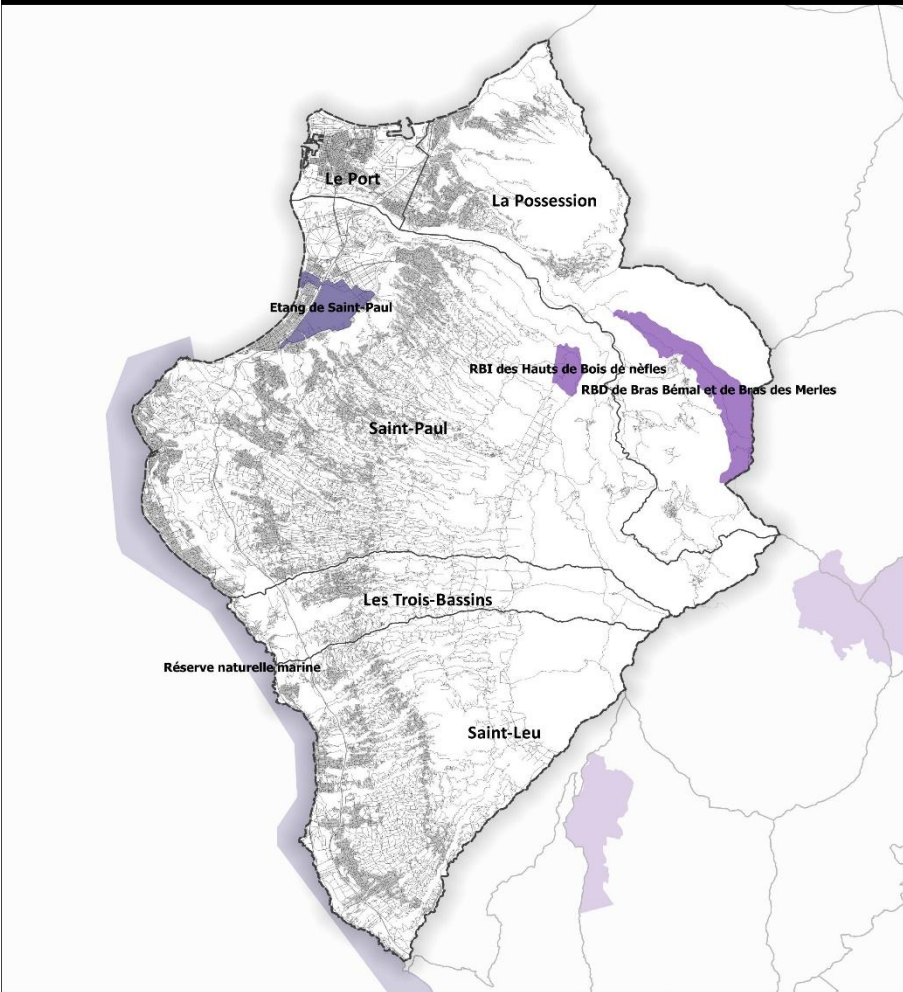 Le Port
La Possession
Etang de Saint-Paul
RBI des Hauts de Bois de nèfles
RBD de Bras Bémal et de Bras des Merles
Saint-Paul
Les Trois-Bassins
Réserve naturelle marine
Saint-Leu